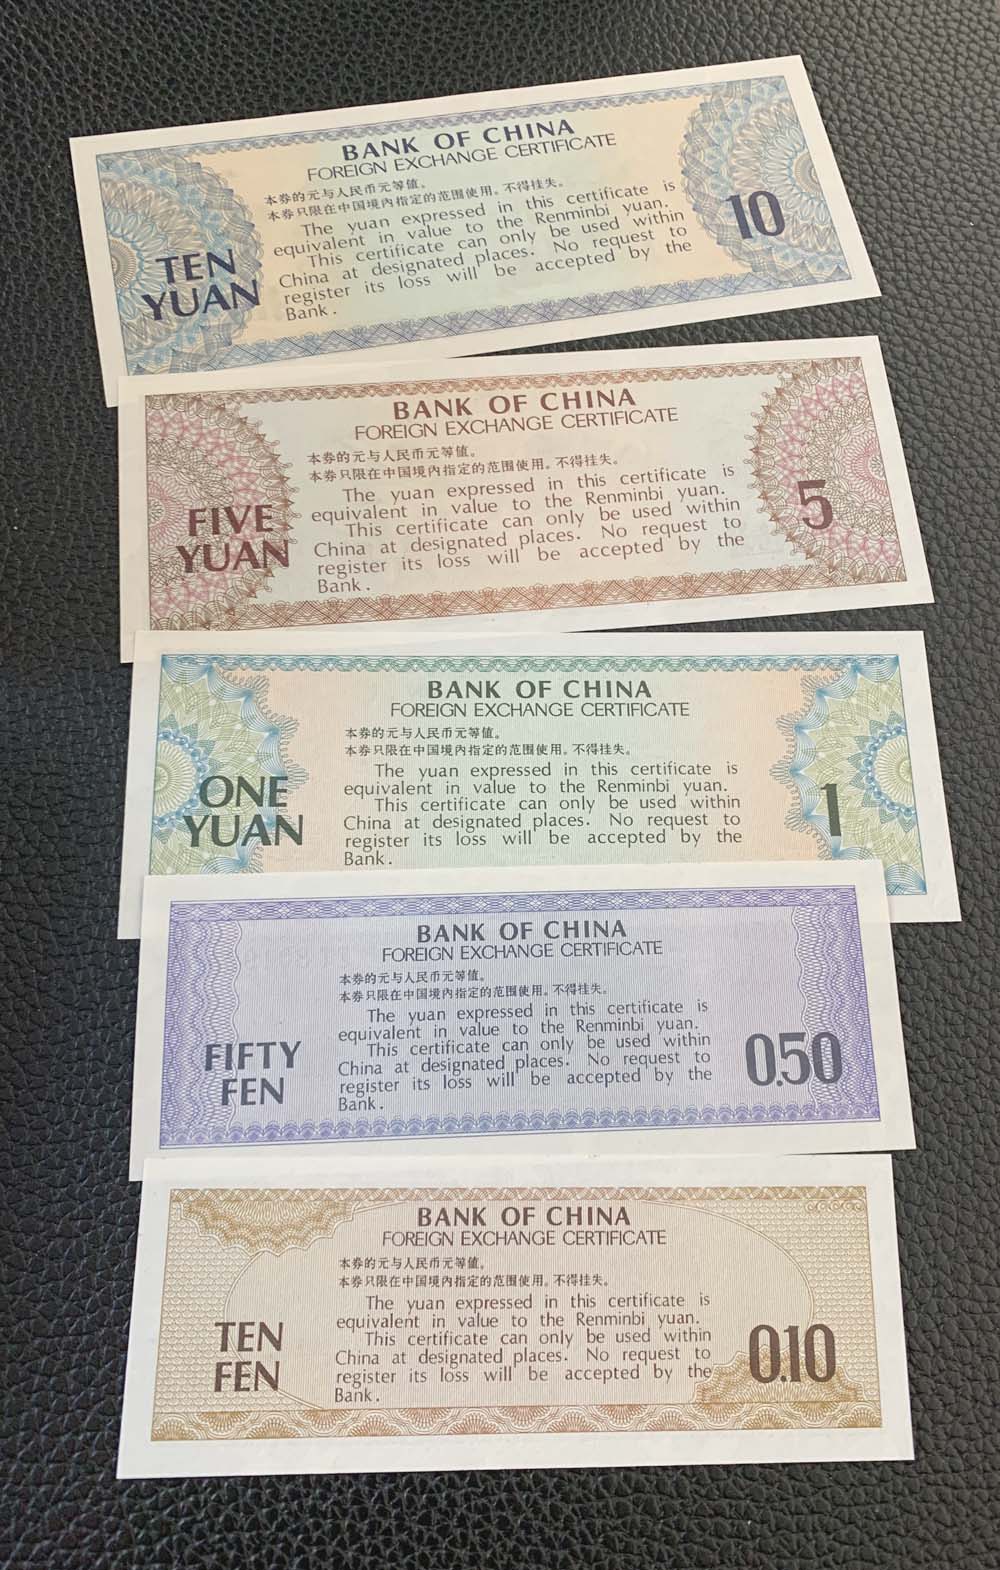 BANK OF CHINA
FOREIGN EXCHANGE CERTIFICATE
本券的元与人民币元等值。
本券只限在中国境内指定的范围使用。不得挂失。
The yuan expressed in this certificate is
equivalent in value to the Renminbi yuan.
This certificate can only be used within
China at designated places. No request to
register its loss will be accepted by the
Bank.
TEN
YUAN
10
BANK OF CHINA
FOREIGN EXCHANGE CERTIFICATE
本券的元与人民币元等值。
本券只限在中国境内指定的范围使用。不得挂失。
The yuan expressed in this certificate is
equivalent in value to the Renminbi yuan.
This certificate can only be used within
China at designated places. No request to
register its loss will be accepted by the
Bank.
FIVE
YUAN
5
BANK OF CHINA
FOREIGN EXCHANGE CERTIFICATE
本券的元与人民币元等值。
本券只限在中国境内指定的范围使用。不得挂失。
The yuan expressed in this certificate is
equivalent in value to the Renminbi yuan.
This certificate can only be used within
China at designated places. No request to
register its loss will be accepted by the
Bank.
ONE
YUAN
1
BANK OF CHINA
FOREIGN EXCHANGE CERTIFICATE
本券的元与人民币元等值。
本券只限在中国境内指定的范围使用。不得挂失。
The yuan expressed in this certificate is
equivalent in value to the Renminbi yuan.
This certificate can only be used within
China at designated places. No request to
register its loss will be accepted by the
Bank.
FIFTY
FEN
0.50
BANK OF CHINA
FOREIGN EXCHANGE CERTIFICATE
本券的元与人民币元等值。
本券只限在中国境内指定的范围使用。不得挂失。
The yuan expressed in this certificate is
equivalent in value to the Renminbi yuan.
This certificate can only be used within
China at designated places. No request to
register its loss will be accepted by the
Bank.
TEN
FEN
0.10